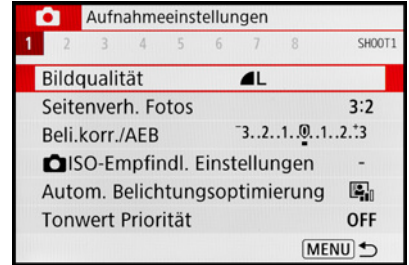 Aufnahmeeinstellungen
1 2 3 4 5 6 7 8 SHOOT1
Bildqualität L
Seitenverh. Fotos 3:2
Beli.korr./AEB -3..2..1..0..1..2.+3
ISO-Empfindl. Einstellungen -
Autom. Belichtungsoptimierung
Tonwert Priorität OFF
MENU